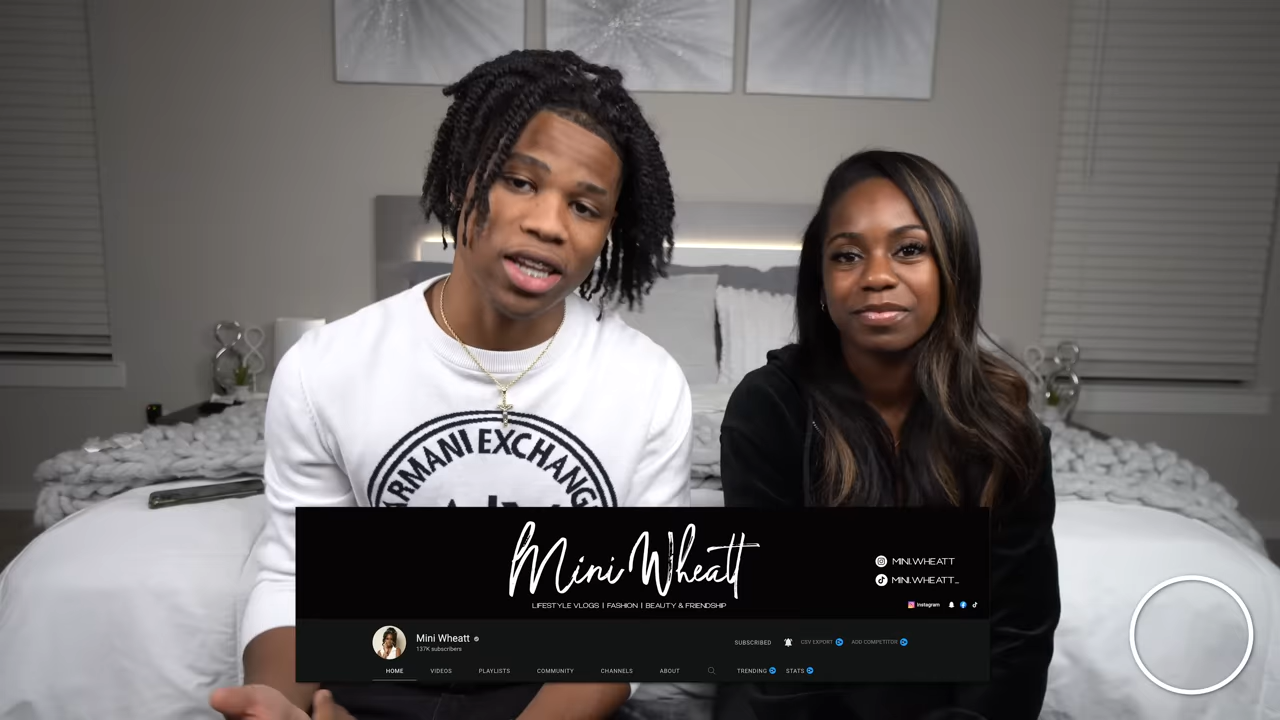 ARMANI EXCHANGE
Mini Wheatt
LIFESTYLE VLOGS | FASHION | BEAUTY & FRIENDSHIP
MINI.WHEATT
MINI.WHEATT_
Instagram
Mini Wheatt
137K subscribers
SUBSCRIBED
CSV EXPORT
ADD COMPETITOR
HOME
VIDEOS
PLAYLISTS
COMMUNITY
CHANNELS
ABOUT
TRENDING
STATS